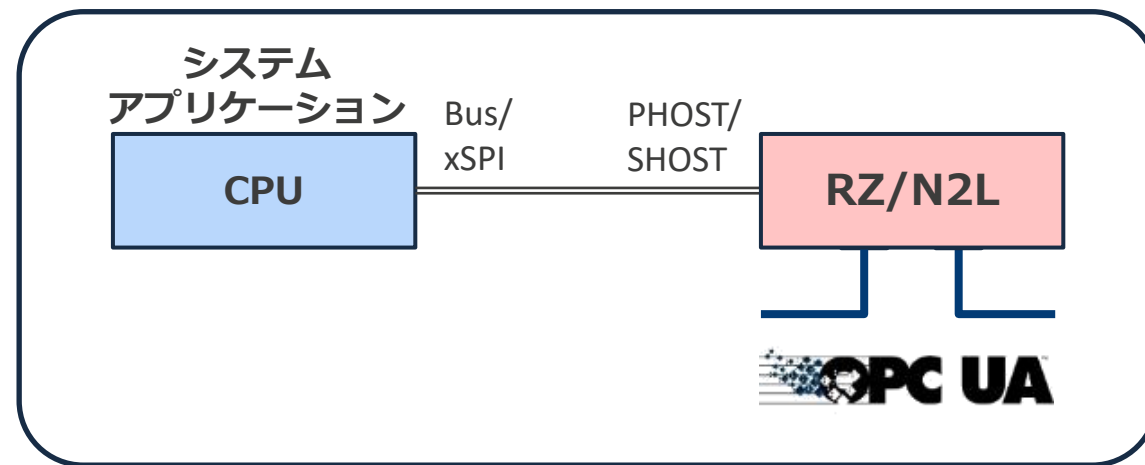 システム
アプリケーション
Bus/
xSPI
PHOST/
SHOST
CPU
RZ/N2L
OPC UA